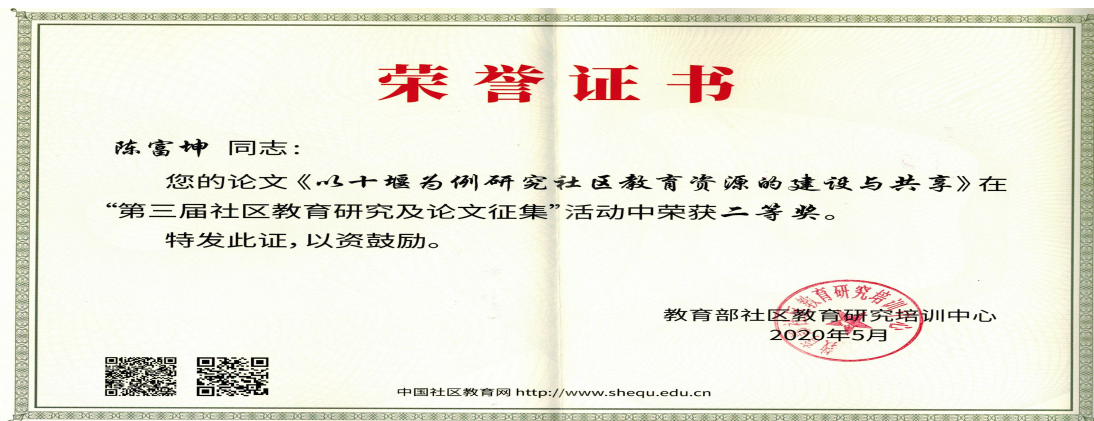 荣誉证书
陈富坤 同志：
您的论文《以十堰为例研究社区教育资源的建设与共享》在
“第三届社区教育研究及论文征集”活动中荣获二等奖。
特发此证，以资鼓励。
教育部社区教育研究培训中心
2020年5月
中国社区教育网 http://www.shequ.edu.cn